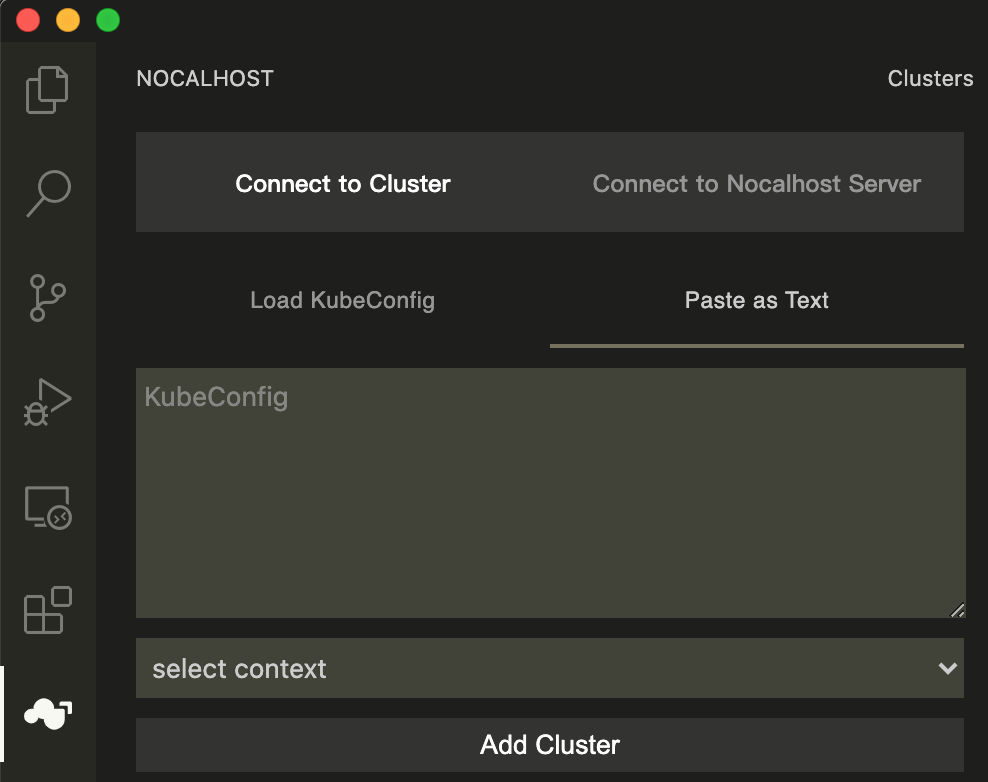 NOCALHOST Clusters
Connect to Cluster Connect to Nocalhost Server
Load KubeConfig Paste as Text
KubeConfig
select context
Add Cluster